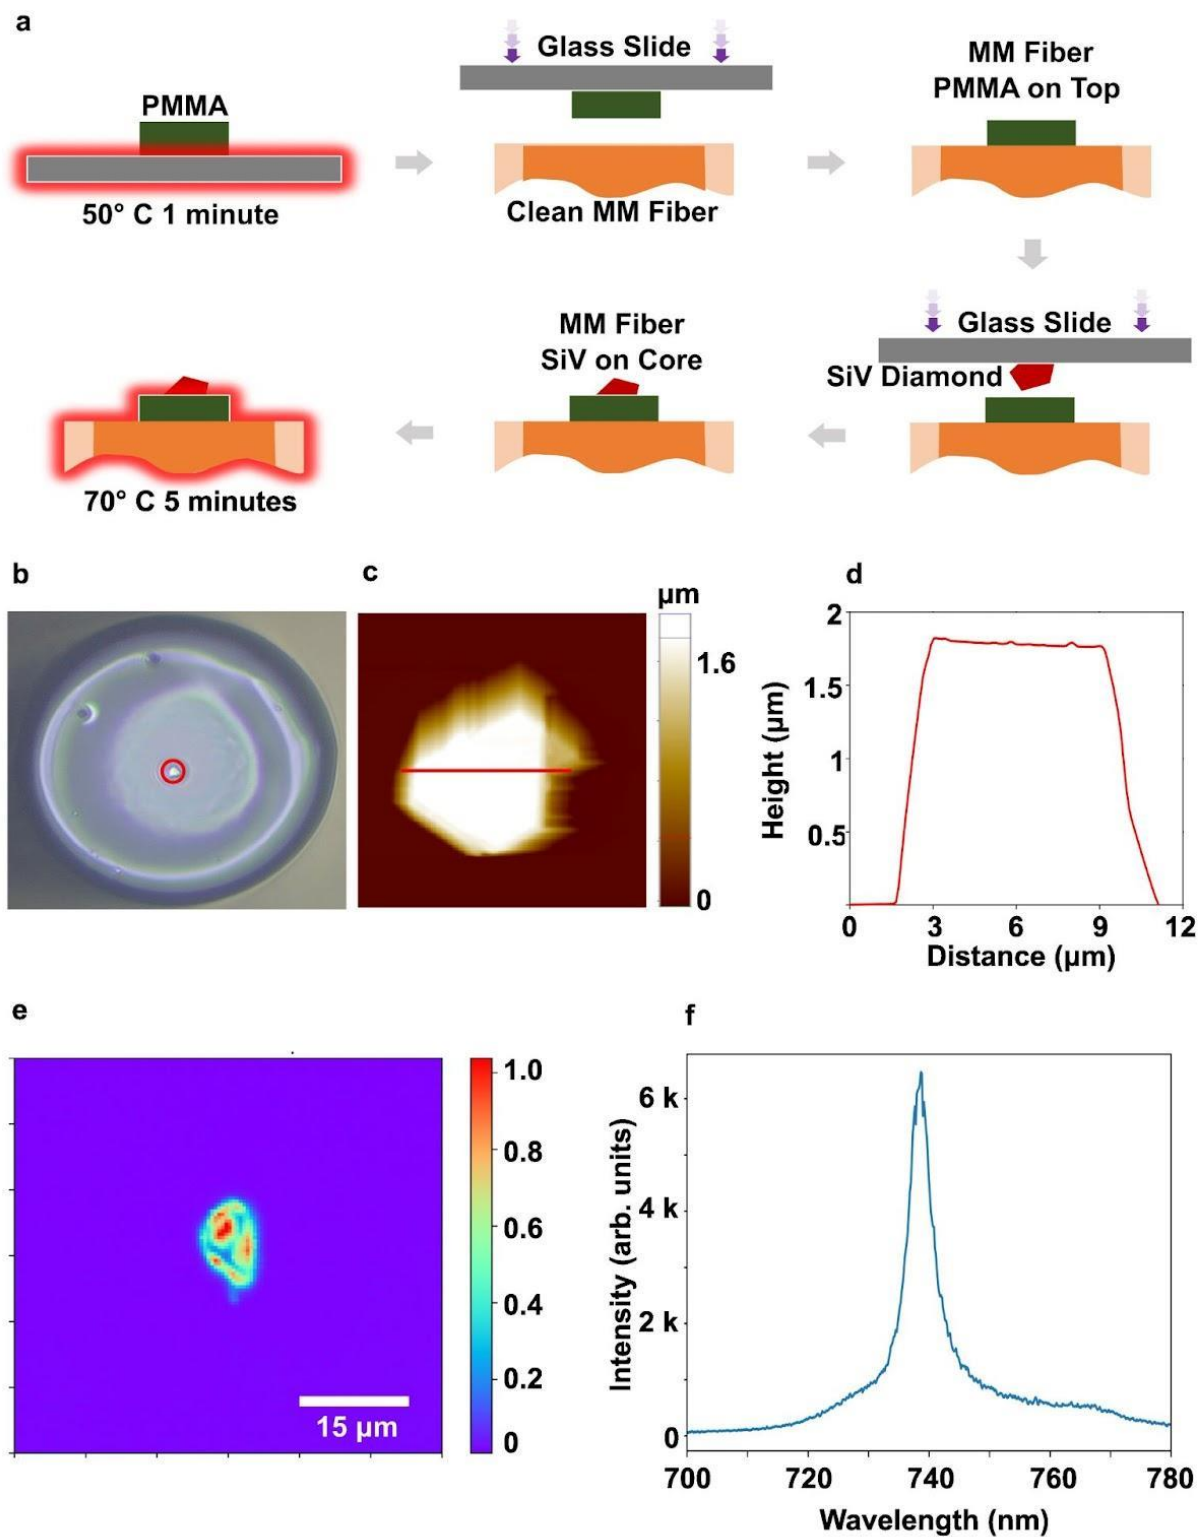 a
PMMA
50° C 1 minute
Glass Slide
Clean MM Fiber
MM Fiber
PMMA on Top
Glass Slide
SiV Diamond
MM Fiber
SiV on Core
70° C 5 minutes
b
c
µm
1.6
0
d
2
1.5
1
0.5
Height (µm)
0 3 6 9 12
Distance (µm)
e
1.0
0.8
0.6
0.4
0.2
0
15 µm
f
6 k
4 k
2 k
0
Intensity (arb. units)
700 720 740 760 780
Wavelength (nm)